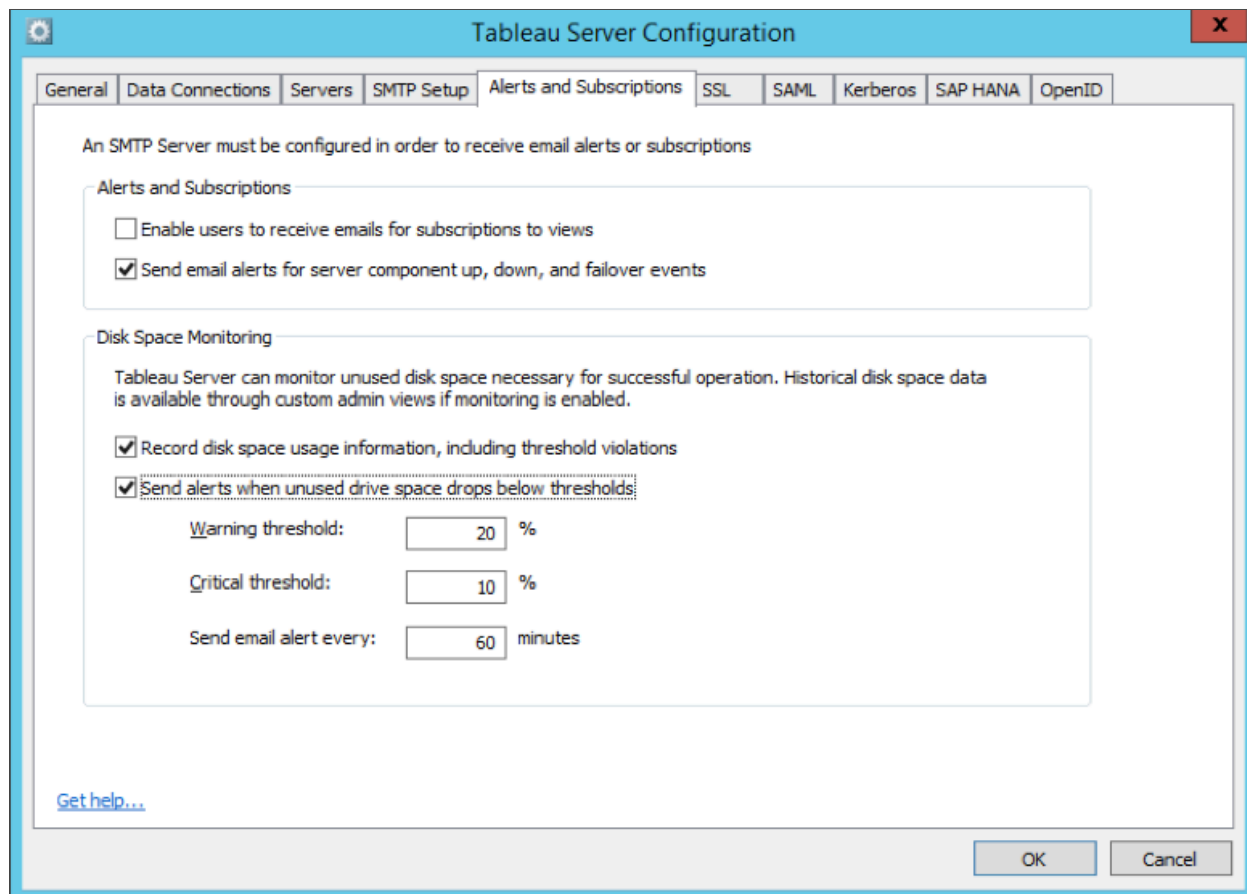 Tableau Server Configuration
X
General Data Connections Servers SMTP Setup Alerts and Subscriptions SSL SAML Kerberos SAP HANA OpenID
An SMTP Server must be configured in order to receive email alerts or subscriptions
Alerts and Subscriptions
Enable users to receive emails for subscriptions to views
Send email alerts for server component up, down, and failover events
Disk Space Monitoring
Tableau Server can monitor unused disk space necessary for successful operation. Historical disk space data
is available through custom admin views if monitoring is enabled.
Record disk space usage information, including threshold violations
Send alerts when unused drive space drops below thresholds
Warning threshold: 20 %
Critical threshold: 10 %
Send email alert every: 60 minutes
Get help...
OK Cancel